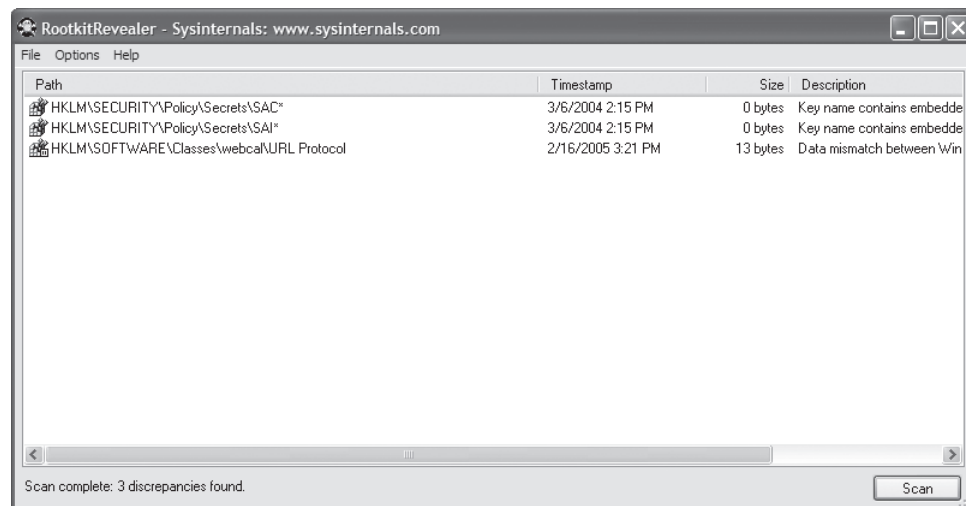 RootkitRevealer - Sysinternals: www.sysinternals.com
File Options Help
Path Timestamp Size Description
HKLM\SECURITY\Policy\Secrets\SAC* 3/6/2004 2:15 PM 0 bytes Key name contains embedde
HKLM\SECURITY\Policy\Secrets\SAI* 3/6/2004 2:15 PM 0 bytes Key name contains embedde
HKLM\SOFTWARE\Classes\webcal\URL Protocol 2/16/2005 3:21 PM 13 bytes Data mismatch between Win
Scan complete: 3 discrepancies found. Scan